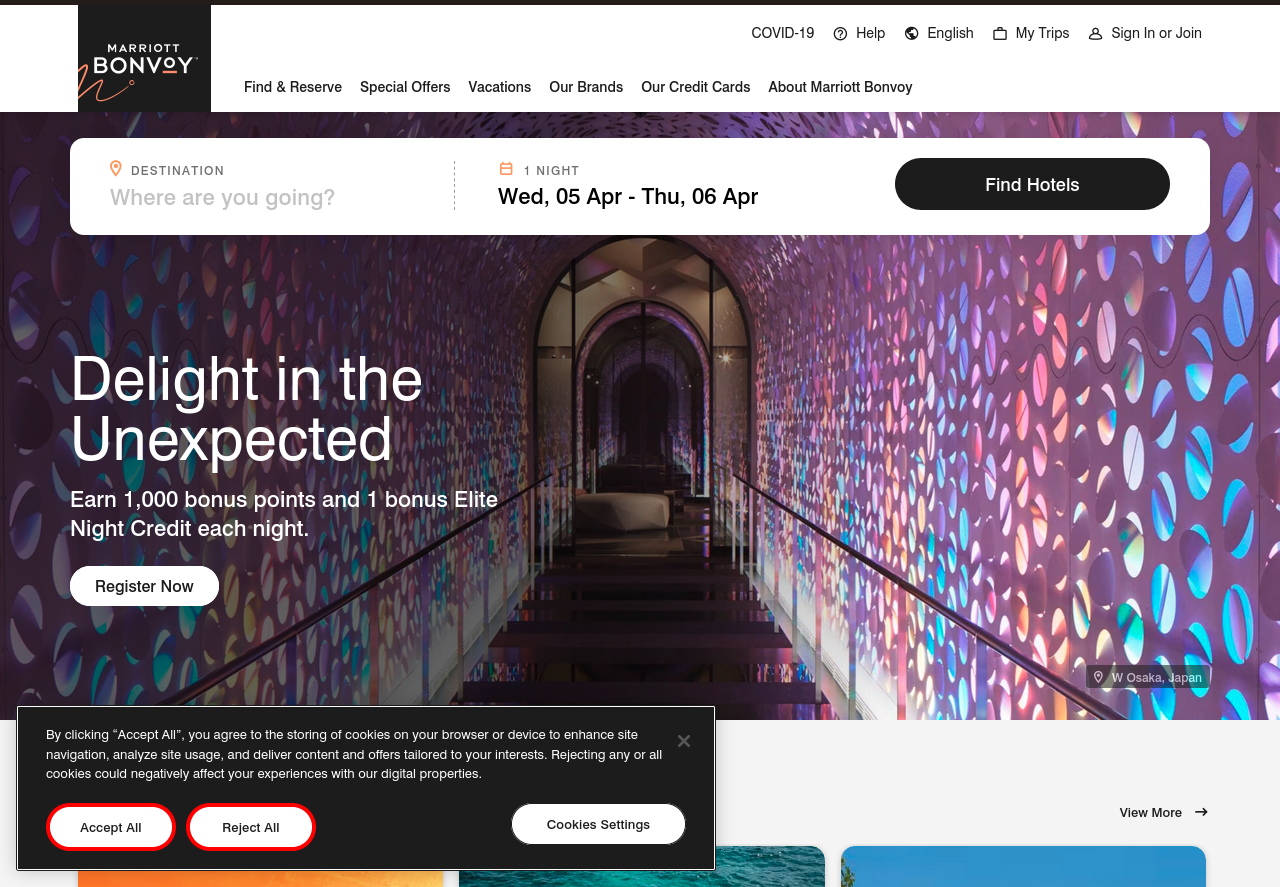 COVID-19 Help English My Trips Sign In or Join
MARRIOTT
BONVOY
Find & Reserve Special Offers Vacations Our Brands Our Credit Cards About Marriott Bonvoy
DESTINATION
Where are you going?
1 NIGHT
Wed, 05 Apr - Thu, 06 Apr
Find Hotels
Delight in the
Unexpected
Earn 1,000 bonus points and 1 bonus Elite
Night Credit each night.
Register Now
W Osaka, Japan
By clicking “Accept All”, you agree to the storing of cookies on your browser or device to enhance site
navigation, analyze site usage, and deliver content and offers tailored to your interests. Rejecting any or all
cookies could negatively affect your experiences with our digital properties.
Accept All Reject All Cookies Settings
View More